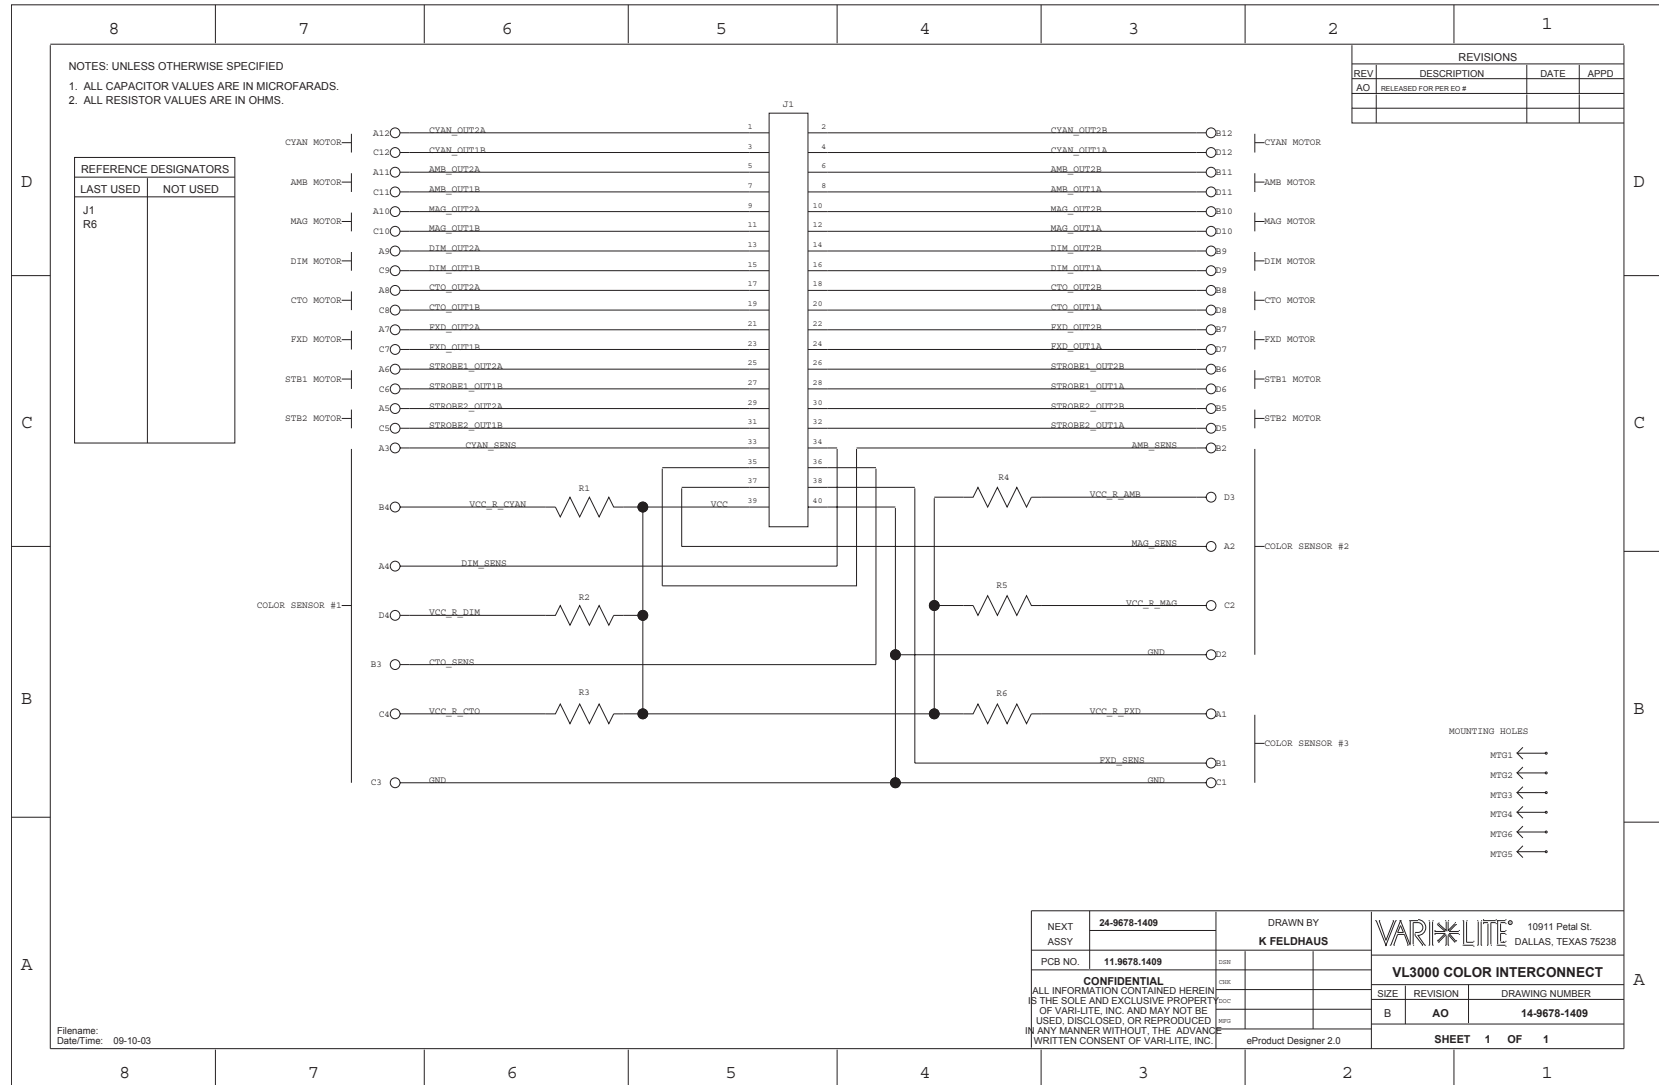 8 7 6 5 4 3 2 1
NOTES: UNLESS OTHERWISE SPECIFIED
1. ALL CAPACITOR VALUES ARE IN MICROFARADS.
2. ALL RESISTOR VALUES ARE IN OHMS.
REVISIONS
REV DESCRIPTION DATE APPD
AO RELEASED FOR PER EO #
REFERENCE DESIGNATORS
LAST USED NOT USED
J1
R6
D D
C C
B B
A A
J1
CYAN MOTOR A12 CYAN_OUT2A 1 2 CYAN_OUT2B B12 CYAN MOTOR
C12 CYAN_OUT1B 3 4 CYAN_OUT1A D12
AMB MOTOR A11 AMB_OUT2A 5 6 AMB_OUT2B B11 AMB MOTOR
C11 AMB_OUT1B 7 8 AMB_OUT1A D11
MAG MOTOR A10 MAG_OUT2A 9 10 MAG_OUT2B B10 MAG MOTOR
C10 MAG_OUT1B 11 12 MAG_OUT1A D10
DIM MOTOR A9 DIM_OUT2A 13 14 DIM_OUT2B B9 DIM MOTOR
C9 DIM_OUT1B 15 16 DIM_OUT1A D9
CTO MOTOR A8 CTO_OUT2A 17 18 CTO_OUT2B B8 CTO MOTOR
C8 CTO_OUT1B 19 20 CTO_OUT1A D8
FXD MOTOR A7 FXD_OUT2A 21 22 FXD_OUT2B B7 FXD MOTOR
C7 FXD_OUT1B 23 24 FXD_OUT1A D7
STB1 MOTOR A6 STROBE1_OUT2A 25 26 STROBE1_OUT2B B6 STB1 MOTOR
C6 STROBE1_OUT1B 27 28 STROBE1_OUT1A D6
STB2 MOTOR A5 STROBE2_OUT2A 29 30 STROBE2_OUT2B B5 STB2 MOTOR
C5 STROBE2_OUT1B 31 32 STROBE2_OUT1A D5
A3 CYAN_SENS 33 34 AMB_SENS B2
35 36
37 38
R1 R4
B4 VCC_R_CYAN VCC 39 40 VCC_R_AMB D3
MAG_SENS A2 COLOR SENSOR #2
A4 DIM_SENS
COLOR SENSOR #1 R2 R5
D4 VCC_R_DIM VCC_R_MAG C2
GND D2
B3 CTO_SENS
R3 R6
C4 VCC_R_CTO VCC_R_FXD A1
COLOR SENSOR #3
FXD_SENS B1
C3 GND GND C1
MOUNTING HOLES
MTG1
MTG2
MTG3
MTG4
MTG6
MTG5
NEXT ASSY 24-9678-1409
PCB NO. 11.9678.1409
DRAWN BY
K FELDHAUS
DSN
CHK
DOC
MFG
CONFIDENTIAL
ALL INFORMATION CONTAINED HEREIN
IS THE SOLE AND EXCLUSIVE PROPERTY
OF VARI-LITE, INC. AND MAY NOT BE
USED, DISCLOSED, OR REPRODUCED
IN ANY MANNER WITHOUT, THE ADVANCE
WRITTEN CONSENT OF VARI-LITE, INC.
eProduct Designer 2.0
VARI LITE
10911 Petal St.
DALLAS, TEXAS 75238
VL3000 COLOR INTERCONNECT
SIZE REVISION DRAWING NUMBER
B AO 14-9678-1409
SHEET 1 OF 1
Filename:
Date/Time: 09-10-03
8 7 6 5 4 3 2 1